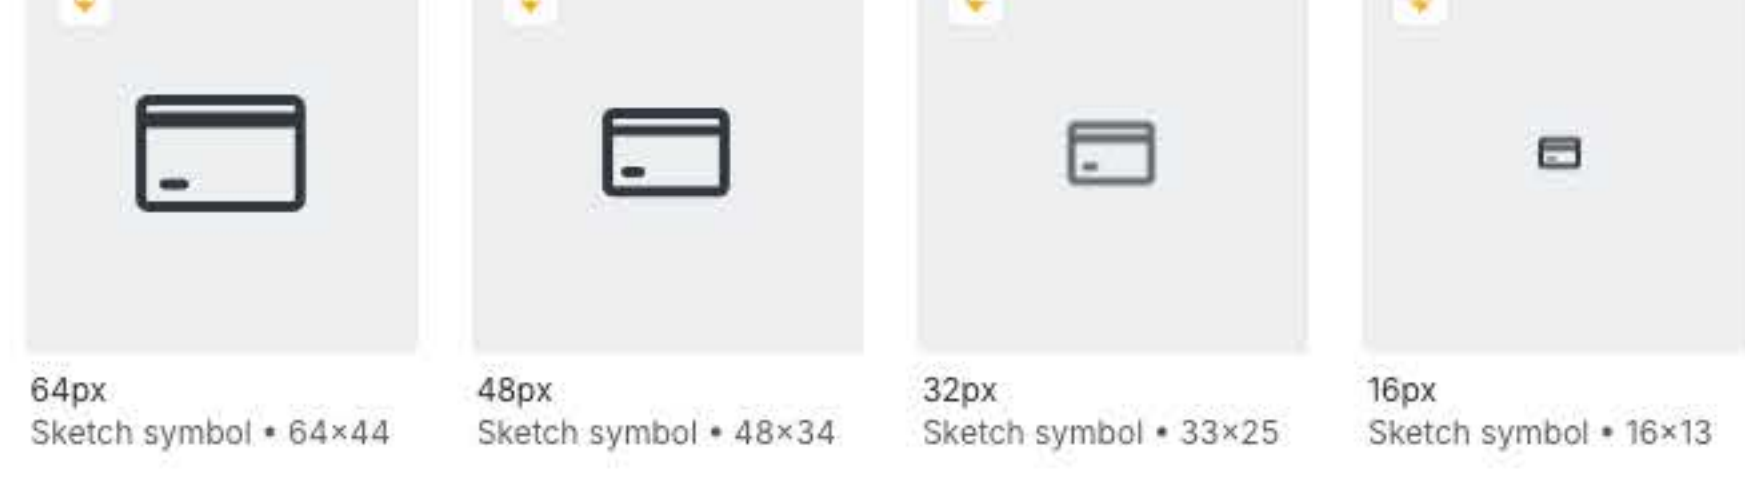 64px
Sketch symbol • 64×44
48px
Sketch symbol • 48×34
32px
Sketch symbol • 33×25
16px
Sketch symbol • 16×13